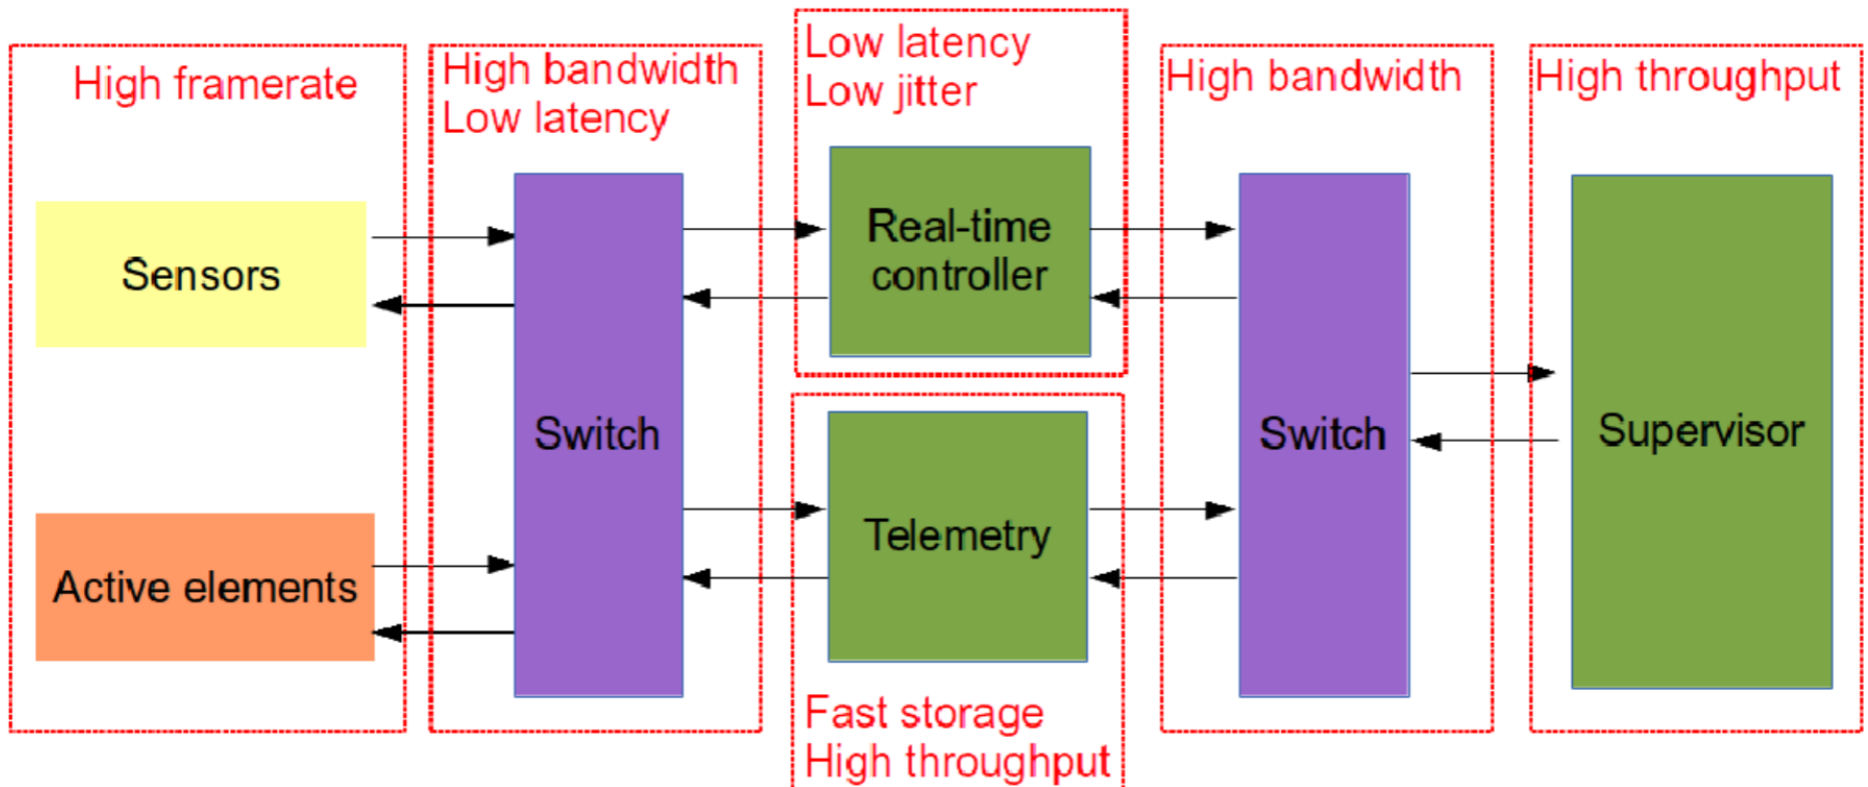 High framerate
Sensors
Active elements
High bandwidth
Low latency
Switch
Low latency
Low jitter
Real-time
controller
Telemetry
Fast storage
High throughput
High bandwidth
Switch
High throughput
Supervisor